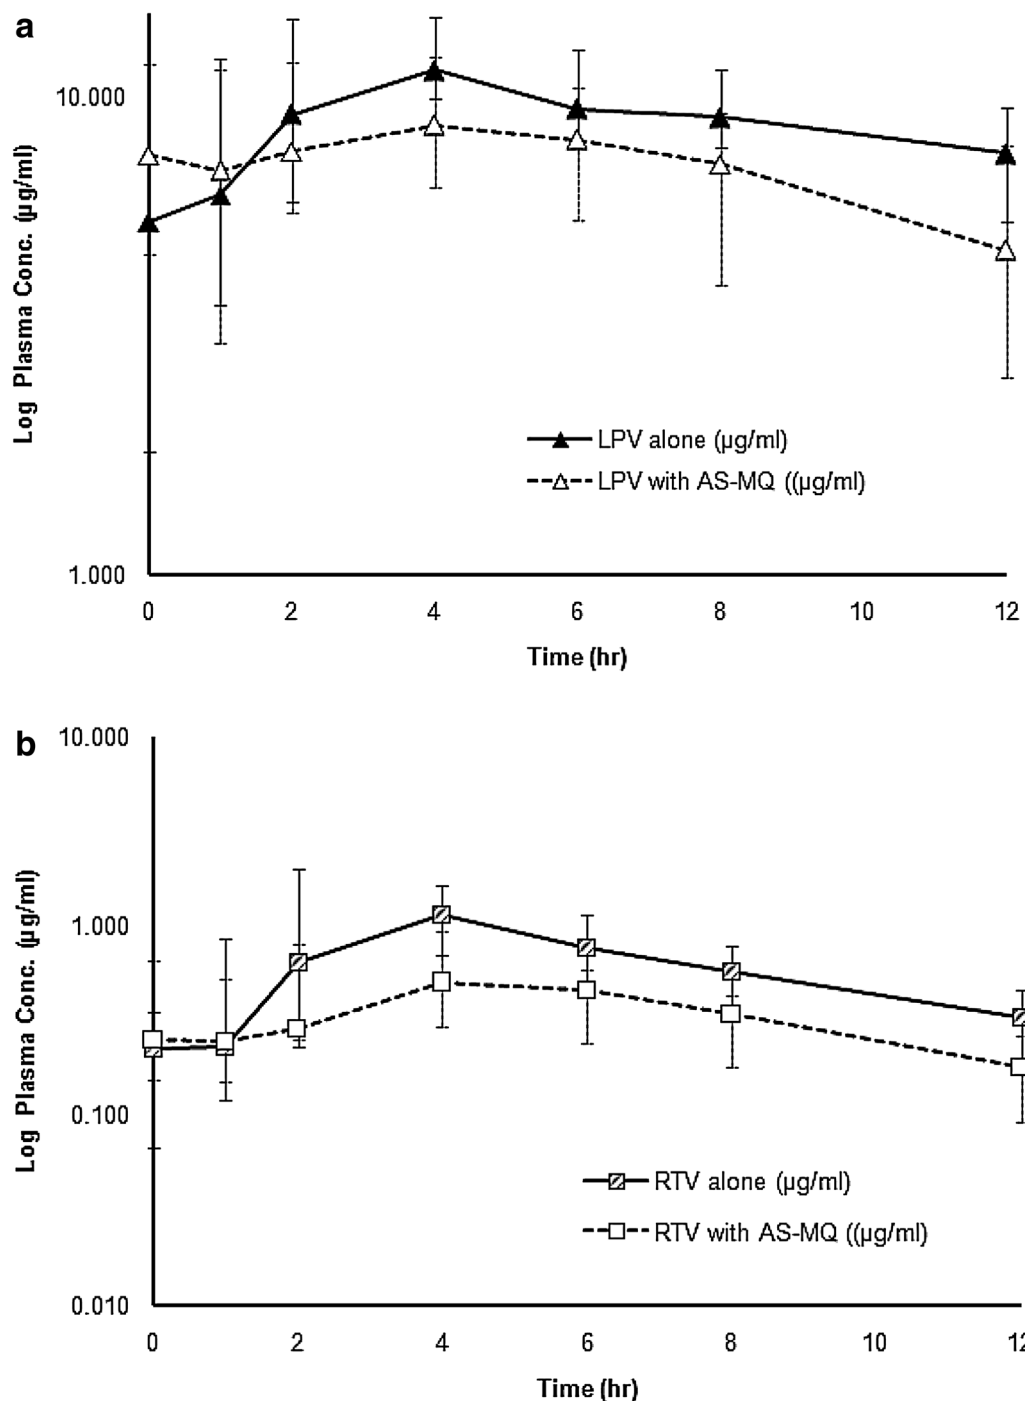 a
Log Plasma Conc. (µg/ml)
10.000
1.000
LPV alone (µg/ml)
LPV with AS-MQ ((µg/ml)
0 2 4 6 8 10 12
Time (hr)
b
Log Plasma Conc. (µg/ml)
10.000
1.000
0.100
0.010
RTV alone (µg/ml)
RTV with AS-MQ ((µg/ml)
0 2 4 6 8 10 12
Time (hr)